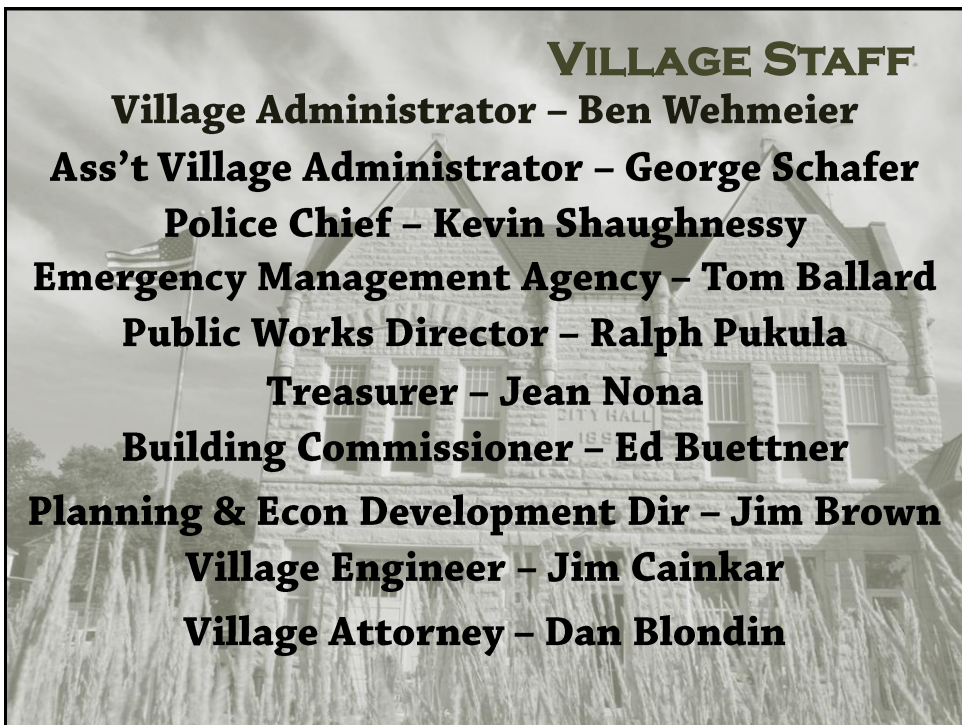 VILLAGE STAFF
Village Administrator – Ben Wehmeier
Ass’t Village Administrator – George Schafer
Police Chief – Kevin Shaughnessy
Emergency Management Agency – Tom Ballard
Public Works Director – Ralph Pukula
Treasurer – Jean Nona
CITY HALL
Building Commissioner – Ed Buettner
Planning & Econ Development Dir – Jim Brown
Village Engineer – Jim Cainkar
Village Attorney – Dan Blondin